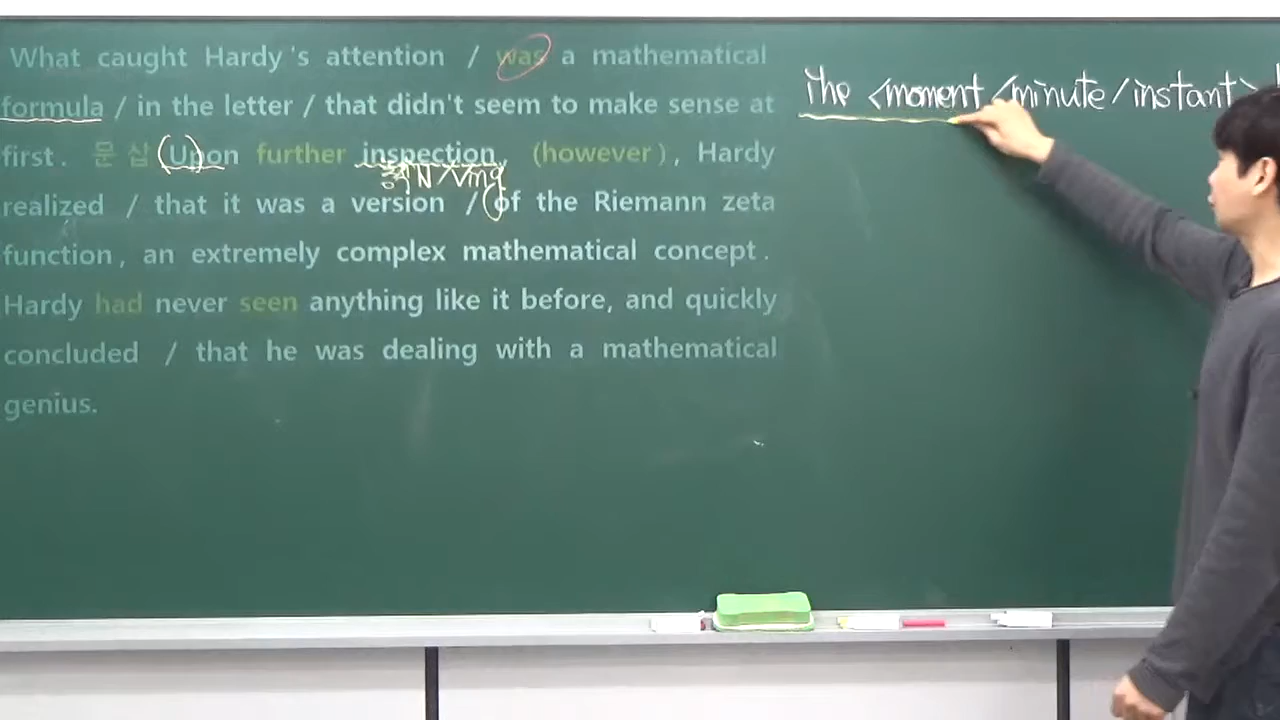 What caught Hardy's attention / was a mathematical
formula / in the letter / that didn't seem to make sense at
first. 문 삽 (Up)on further inspection, (however), Hardy
N/Ving
realized / that it was a version / (of the Riemann zeta
function, an extremely complex mathematical concept.
Hardy had never seen anything like it before, and quickly
concluded / that he was dealing with a mathematical
genius.
The <moment /minute/instant>